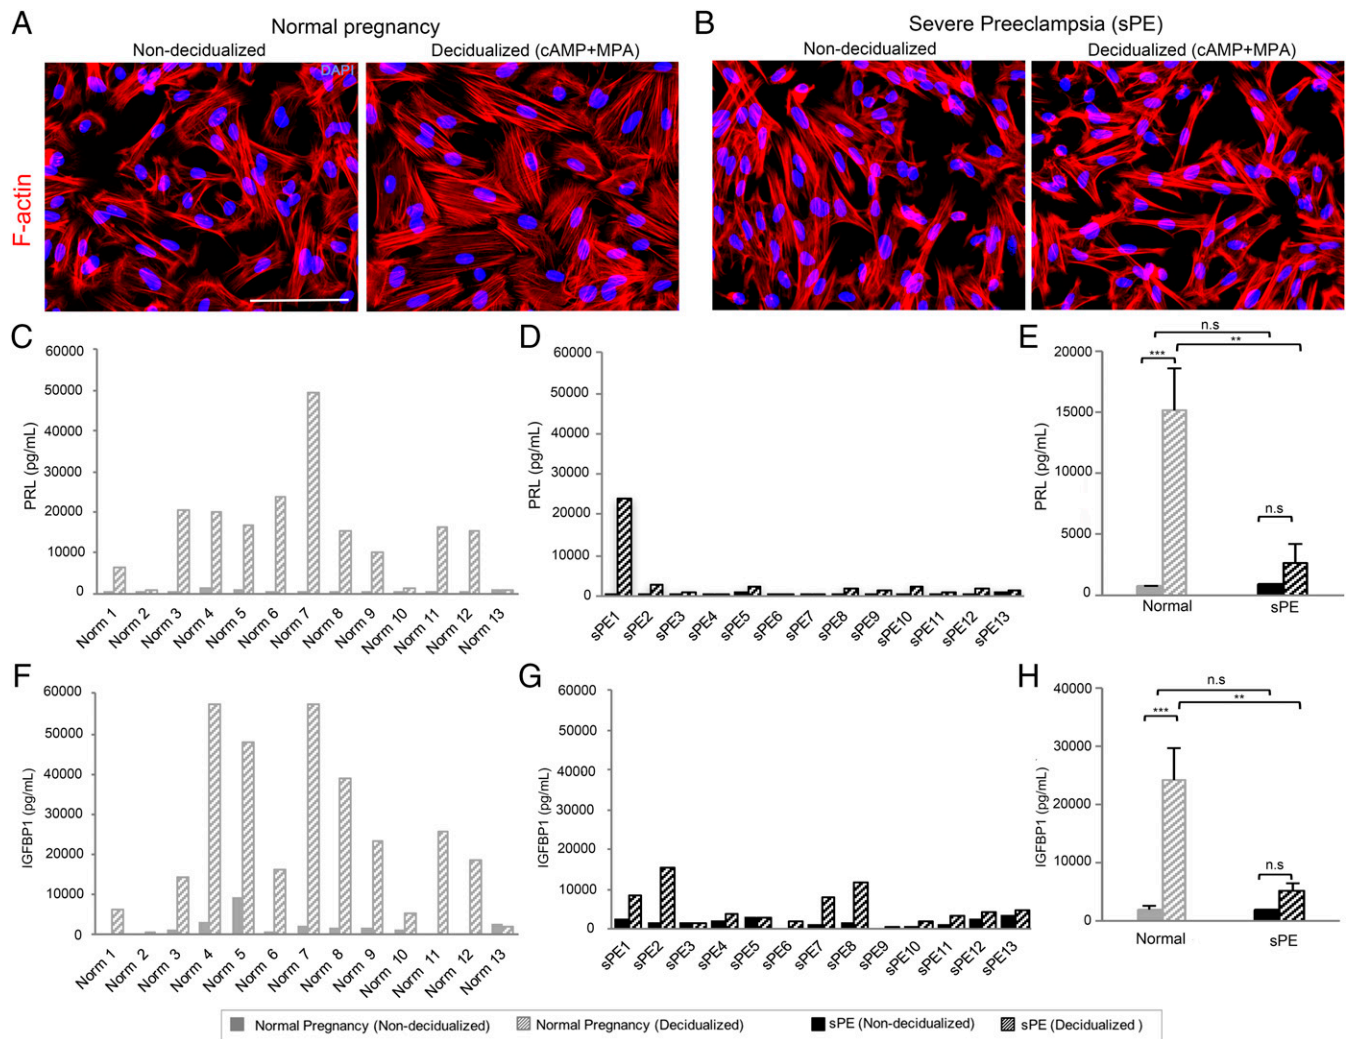 A
Normal pregnancy
Non-decidualized
Decidualized (cAMP+MPA)
DAPI
F-actin
B
Severe Preeclampsia (sPE)
Non-decidualized
Decidualized (cAMP+MPA)
C
60000
50000
40000
30000
20000
10000
0
PRL (pg/mL)
Norm 1
Norm 2
Norm 3
Norm 4
Norm 5
Norm 6
Norm 7
Norm 8
Norm 9
Norm 10
Norm 11
Norm 12
Norm 13
D
60000
50000
40000
30000
20000
10000
0
PRL (pg/mL)
sPE1
sPE2
sPE3
sPE4
sPE5
sPE6
sPE7
sPE8
sPE9
sPE10
sPE11
sPE12
sPE13
E
n.s
**
***
n.s
20000
15000
10000
5000
0
PRL (pg/mL)
Normal
sPE
F
60000
50000
40000
30000
20000
10000
0
IGFBP1 (pg/mL)
Norm 1
Norm 2
Norm 3
Norm 4
Norm 5
Norm 6
Norm 7
Norm 8
Norm 9
Norm 10
Norm 11
Norm 12
Norm 13
G
60000
50000
40000
30000
20000
10000
0
IGFBP1 (pg/mL)
sPE1
sPE2
sPE3
sPE4
sPE5
sPE6
sPE7
sPE8
sPE9
sPE10
sPE11
sPE12
sPE13
H
n.s
**
***
n.s
40000
30000
20000
10000
0
IGFBP1 (pg/mL)
Normal
sPE
Normal Pregnancy (Non-decidualized)
Normal Pregnancy (Decidualized)
sPE (Non-decidualized)
sPE (Decidualized )